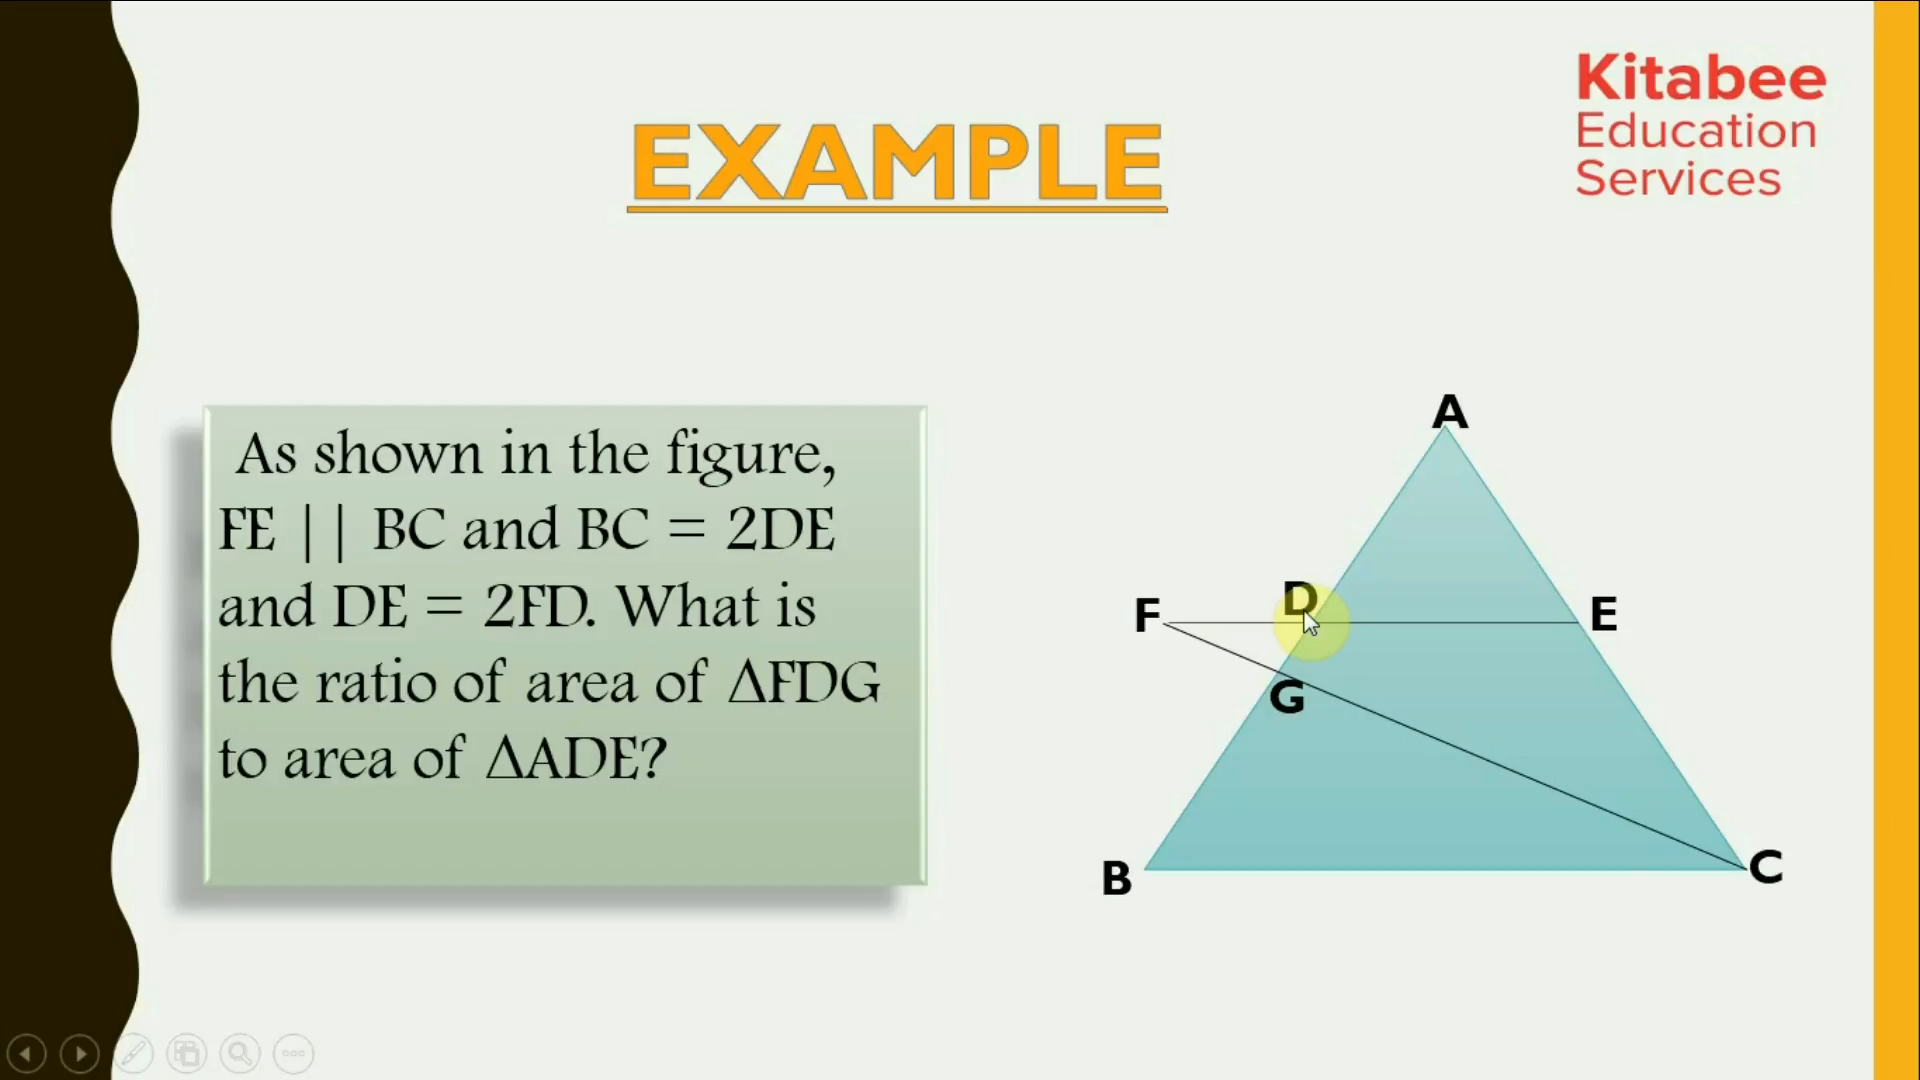 Kitabee
Education
Services
EXAMPLE
As shown in the figure,
FE || BC and BC = 2DE
and DE = 2FD. What is
the ratio of area of ΔFDG
to area of ΔADE?
A
D
F
E
G
B
C